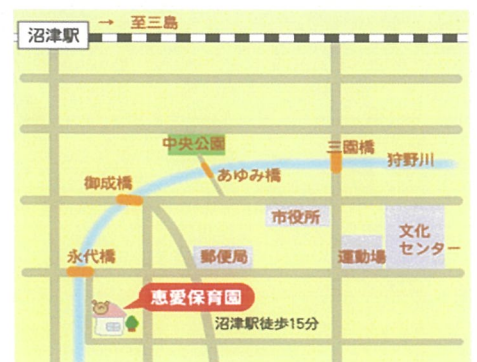 沼津駅
→ 至三島
中央公園
三園橋
狩野川
あゆみ橋
御成橋
市役所
文化
センター
永代橋
郵便局
運動場
恵愛保育園
沼津駅徒歩15分